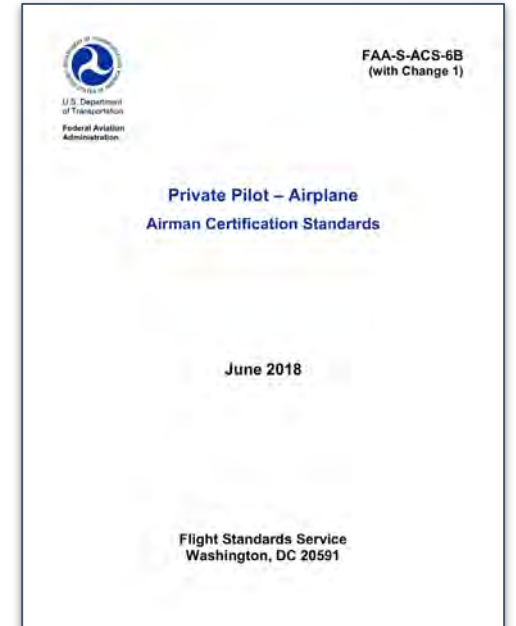 FAA-S-ACS-6B
(with Change 1)
U.S. Department
of Transportation
Federal Aviation
Administration
Private Pilot – Airplane
Airman Certification Standards
June 2018
Flight Standards Service
Washington, DC 20591